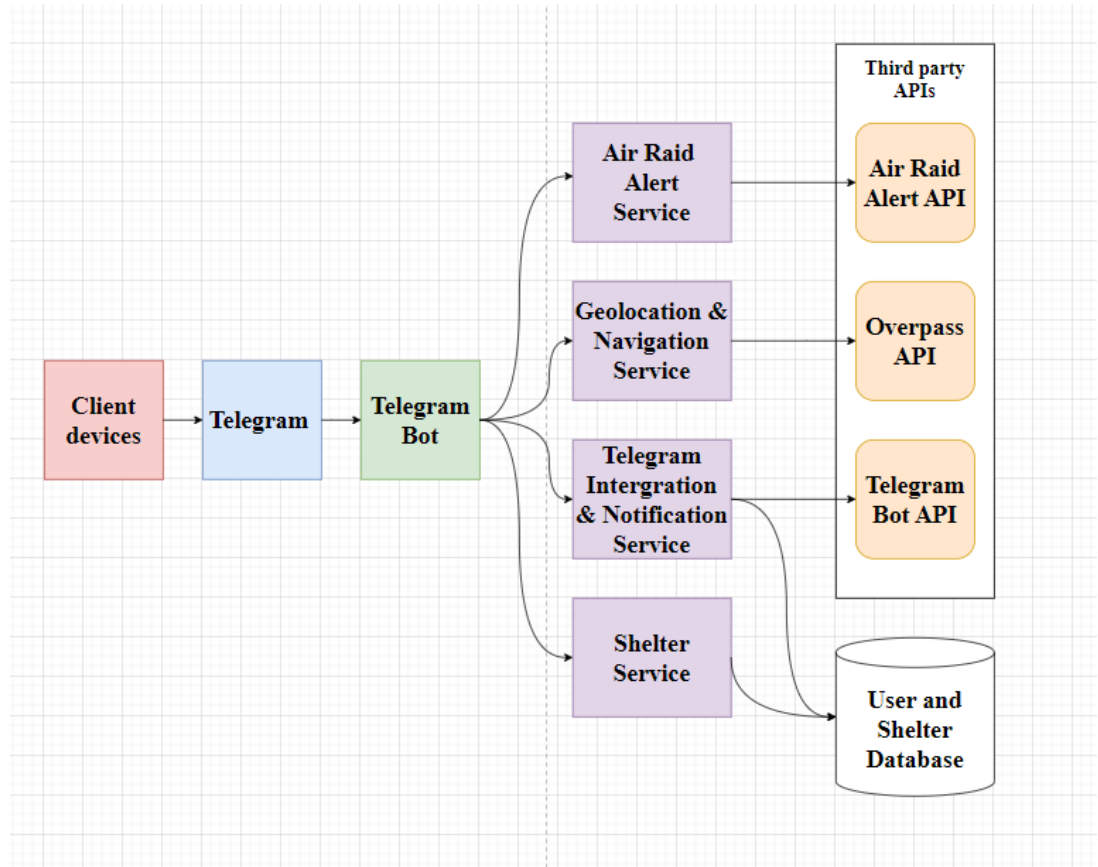 Third party
APIs
Air Raid
Alert
Service
Air Raid
Alert API
Geolocation &
Navigation
Service
Overpass
API
Client
devices
Telegram
Telegram
Bot
Telegram
Intergration
& Notification
Service
Telegram
Bot API
Shelter
Service
User and
Shelter
Database